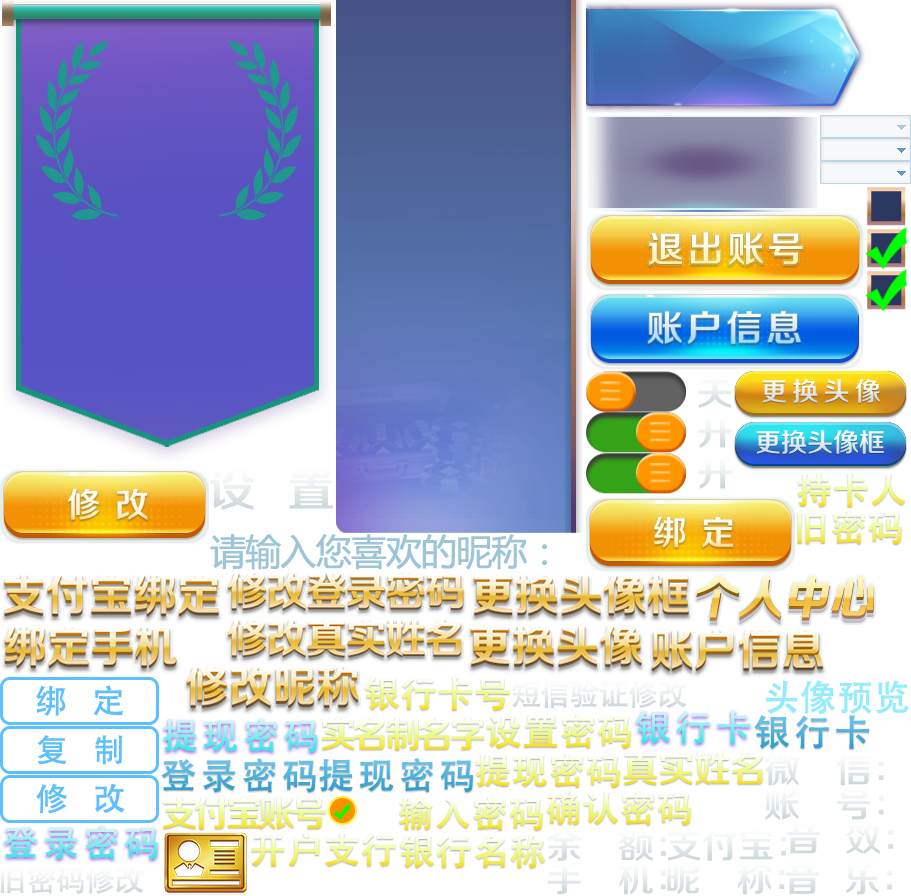 退出账号
账户信息
关
更换头像
开
更换头像框
开
设 置
持卡人
修 改
绑 定
旧密码
请输入您喜欢的昵称：
支付宝绑定
修改登录密码
更换头像框
个人中心
绑定手机
修改真实姓名
更换头像
账户信息
修改昵称
银行卡号
短信验证修改
头像预览
绑 定
提现密码
实名制名字
设置密码
银行卡
银行卡
复 制
登录密码
提现密码
提现密码
真实姓名
微 信:
修 改
支付宝账号
输入密码
确认密码
账 号:
登录密码
开户支行
银行名称
余 额:
支付宝:
音 效:
旧密码修改
手 机:
昵 称:
音 乐: